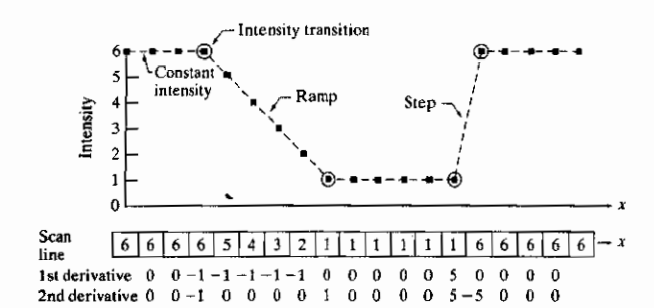 Intensity transition
6
Constant
intensity
5
4
Ramp
Step
3
2
1
0
Intensity
x
Scan
line
6 6 6 6 5 4 3 2 1 1 1 1 1 1 6 6 6 6 6 x
1st derivative 0 0 -1 -1 -1 -1 -1 0 0 0 0 0 5 0 0 0 0
2nd derivative 0 0 -1 0 0 0 0 1 0 0 0 0 5 -5 0 0 0